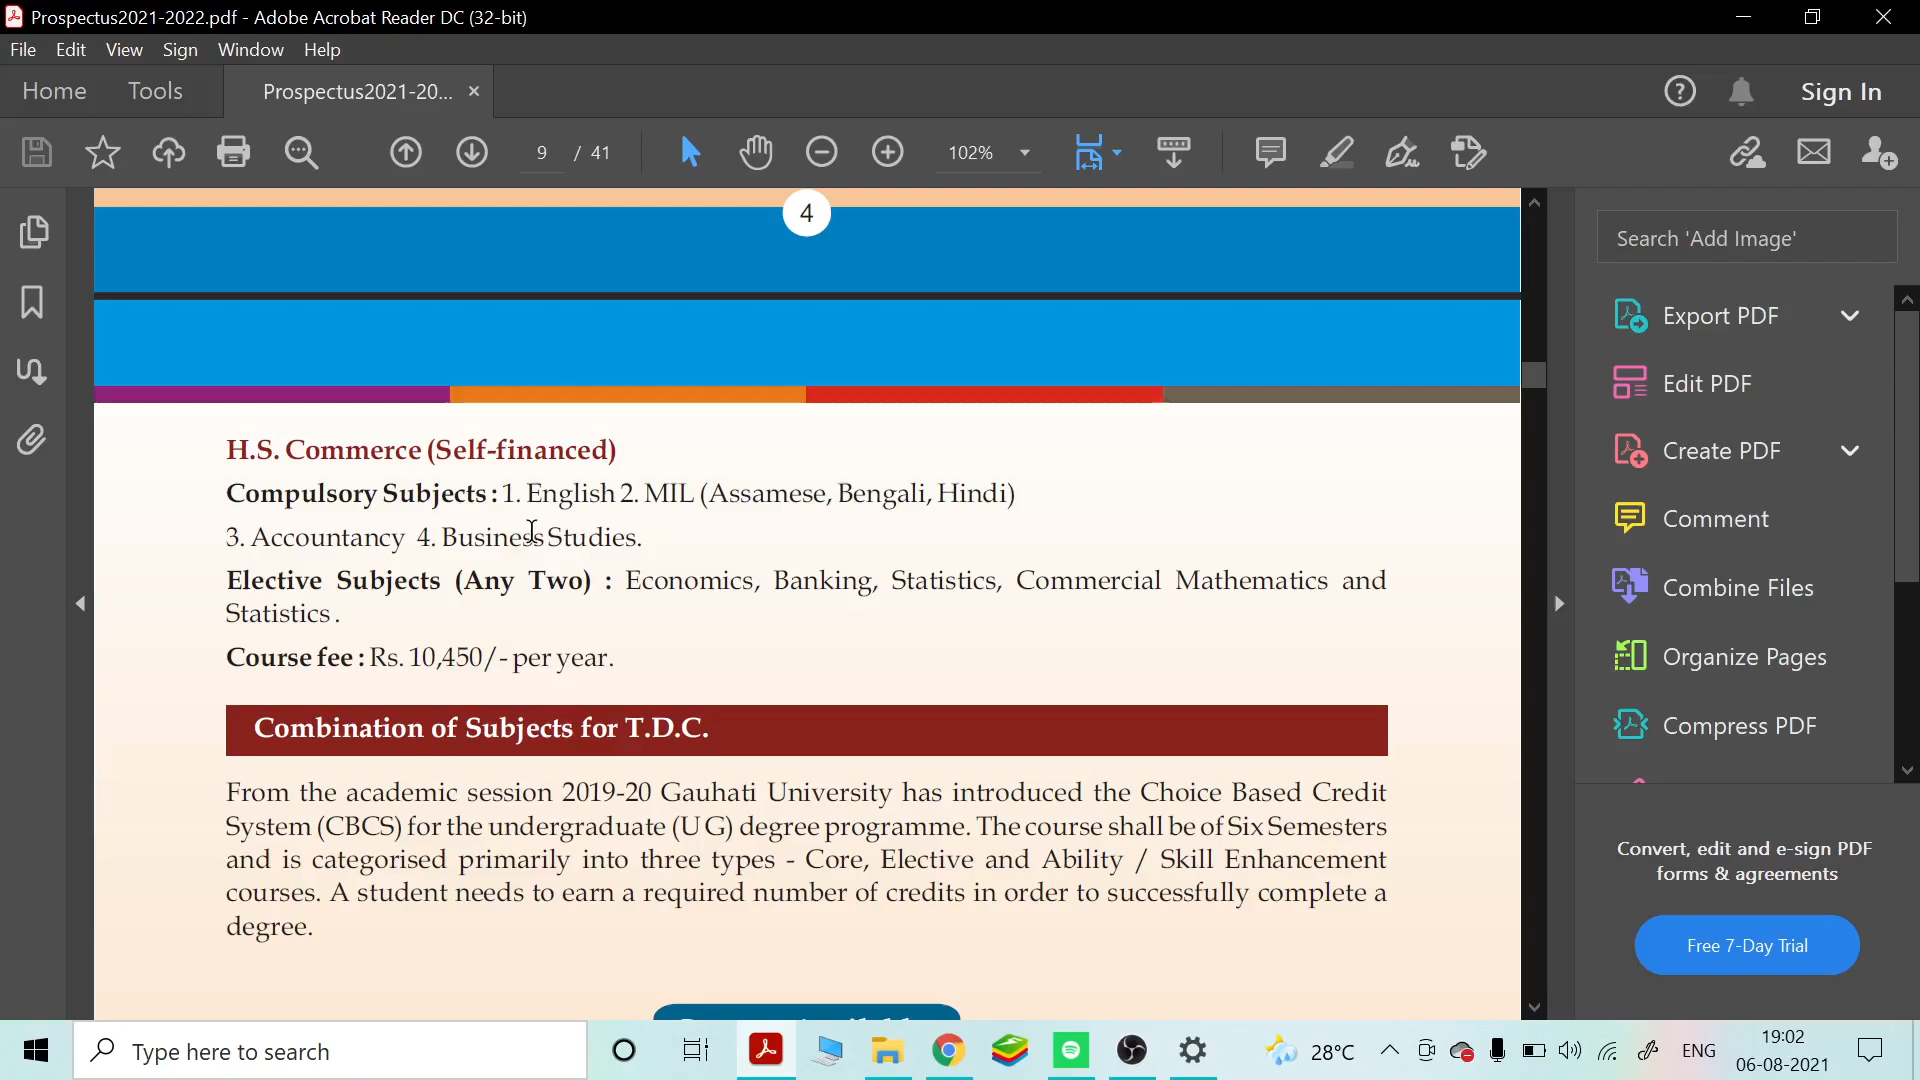 Prospectus2021-2022.pdf - Adobe Acrobat Reader DC (32-bit)
File Edit View Sign Window Help
Home Tools Prospectus2021-20... × Sign In
9 / 41 102%
4
Search 'Add Image'
Export PDF
Edit PDF
Create PDF
Comment
Combine Files
Organize Pages
Compress PDF
Convert, edit and e-sign PDF
forms & agreements
Free 7-Day Trial
H.S. Commerce (Self-financed)
Compulsory Subjects : 1. English 2. MIL (Assamese, Bengali, Hindi)
3. Accountancy 4. Business Studies.
Elective Subjects (Any Two) : Economics, Banking, Statistics, Commercial Mathematics and
Statistics .
Course fee : Rs. 10,450/- per year.
Combination of Subjects for T.D.C.
From the academic session 2019-20 Gauhati University has introduced the Choice Based Credit
System (CBCS) for the undergraduate (U G) degree programme. The course shall be of Six Semesters
and is categorised primarily into three types - Core, Elective and Ability / Skill Enhancement
courses. A student needs to earn a required number of credits in order to successfully complete a
degree.
Type here to search
28°C ENG
19:02
06-08-2021